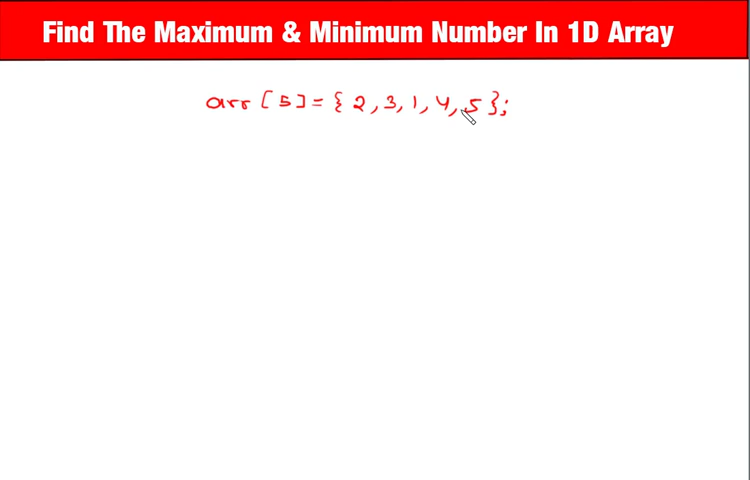 Find The Maximum & Minimum Number In 1D Array
arr [5] = { 2, 3, 1, 4, 5 };